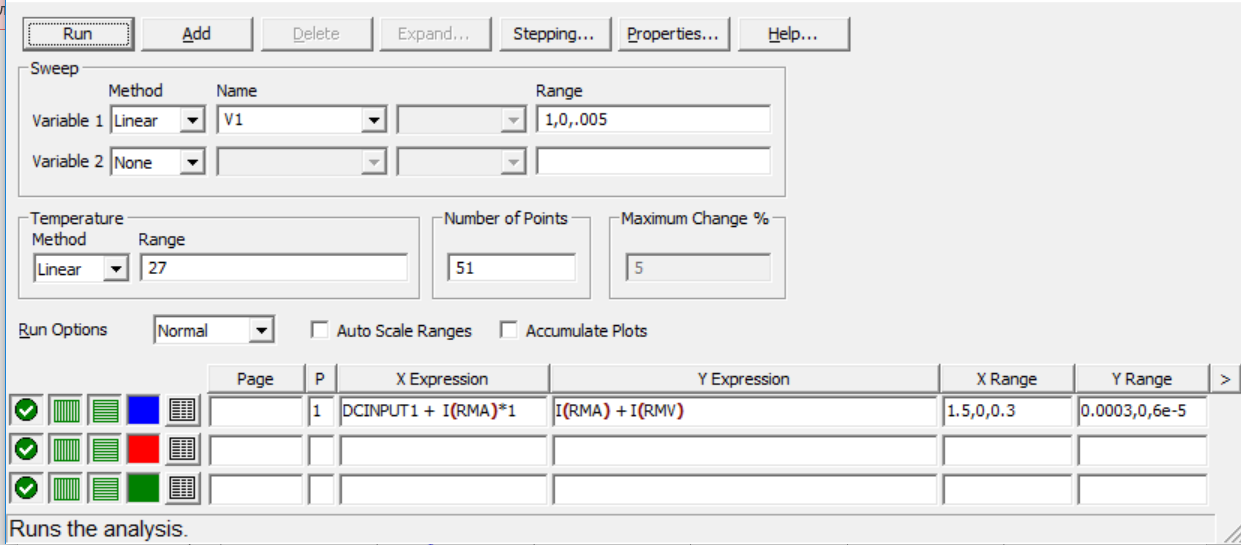 Run Add Delete Expand... Stepping... Properties... Help...
Sweep
Method Name Range
Variable 1 Linear V1 1,0,.005
Variable 2 None
Temperature Number of Points Maximum Change %
Method Range
Linear 27 51 5
Run Options Normal Auto Scale Ranges Accumulate Plots
Page P X Expression Y Expression X Range Y Range >
1 DCINPUT1 + I(RMA)*1 I(RMA) + I(RMV) 1.5,0,0.3 0.0003,0,6e-5
Runs the analysis.